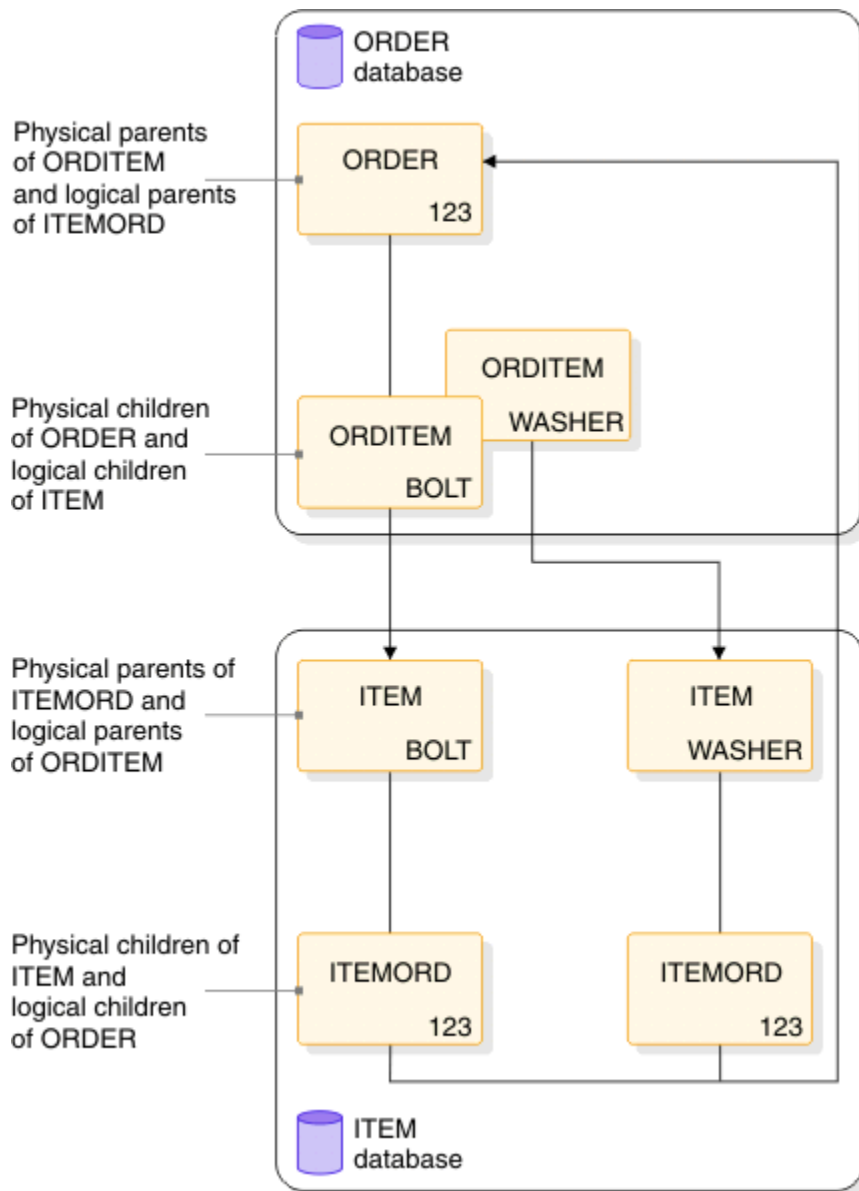 ORDER
database
Physical parents
of ORDITEM
and logical parents
of ITEMORD
ORDER
123
ORDITEM
WASHER
Physical children
of ORDER and
logical children
of ITEM
ORDITEM
BOLT
Physical parents of
ITEMORD and
logical parents
of ORDITEM
ITEM
BOLT
ITEM
WASHER
Physical children of
ITEM and
logical children
of ORDER
ITEMORD
123
ITEMORD
123
ITEM
database